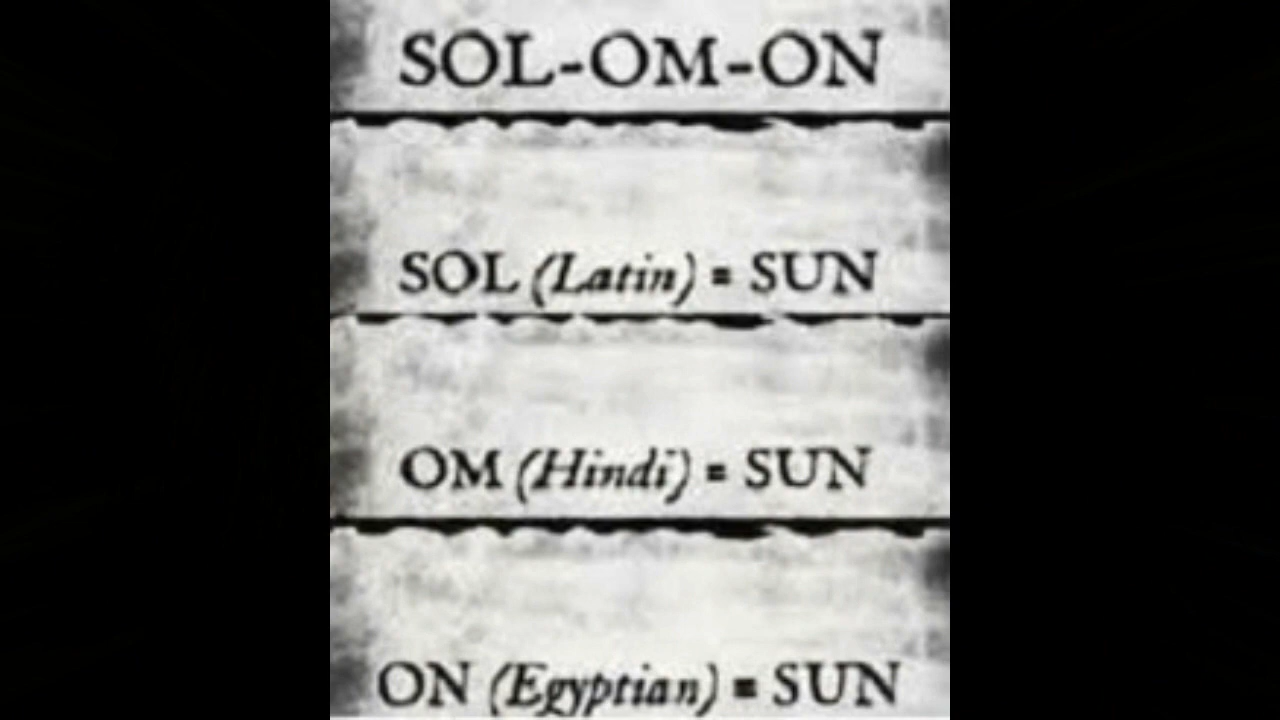 SOL-OM-ON
SOL (Latin) = SUN
OM (Hindi) = SUN
ON (Egyptian) = SUN